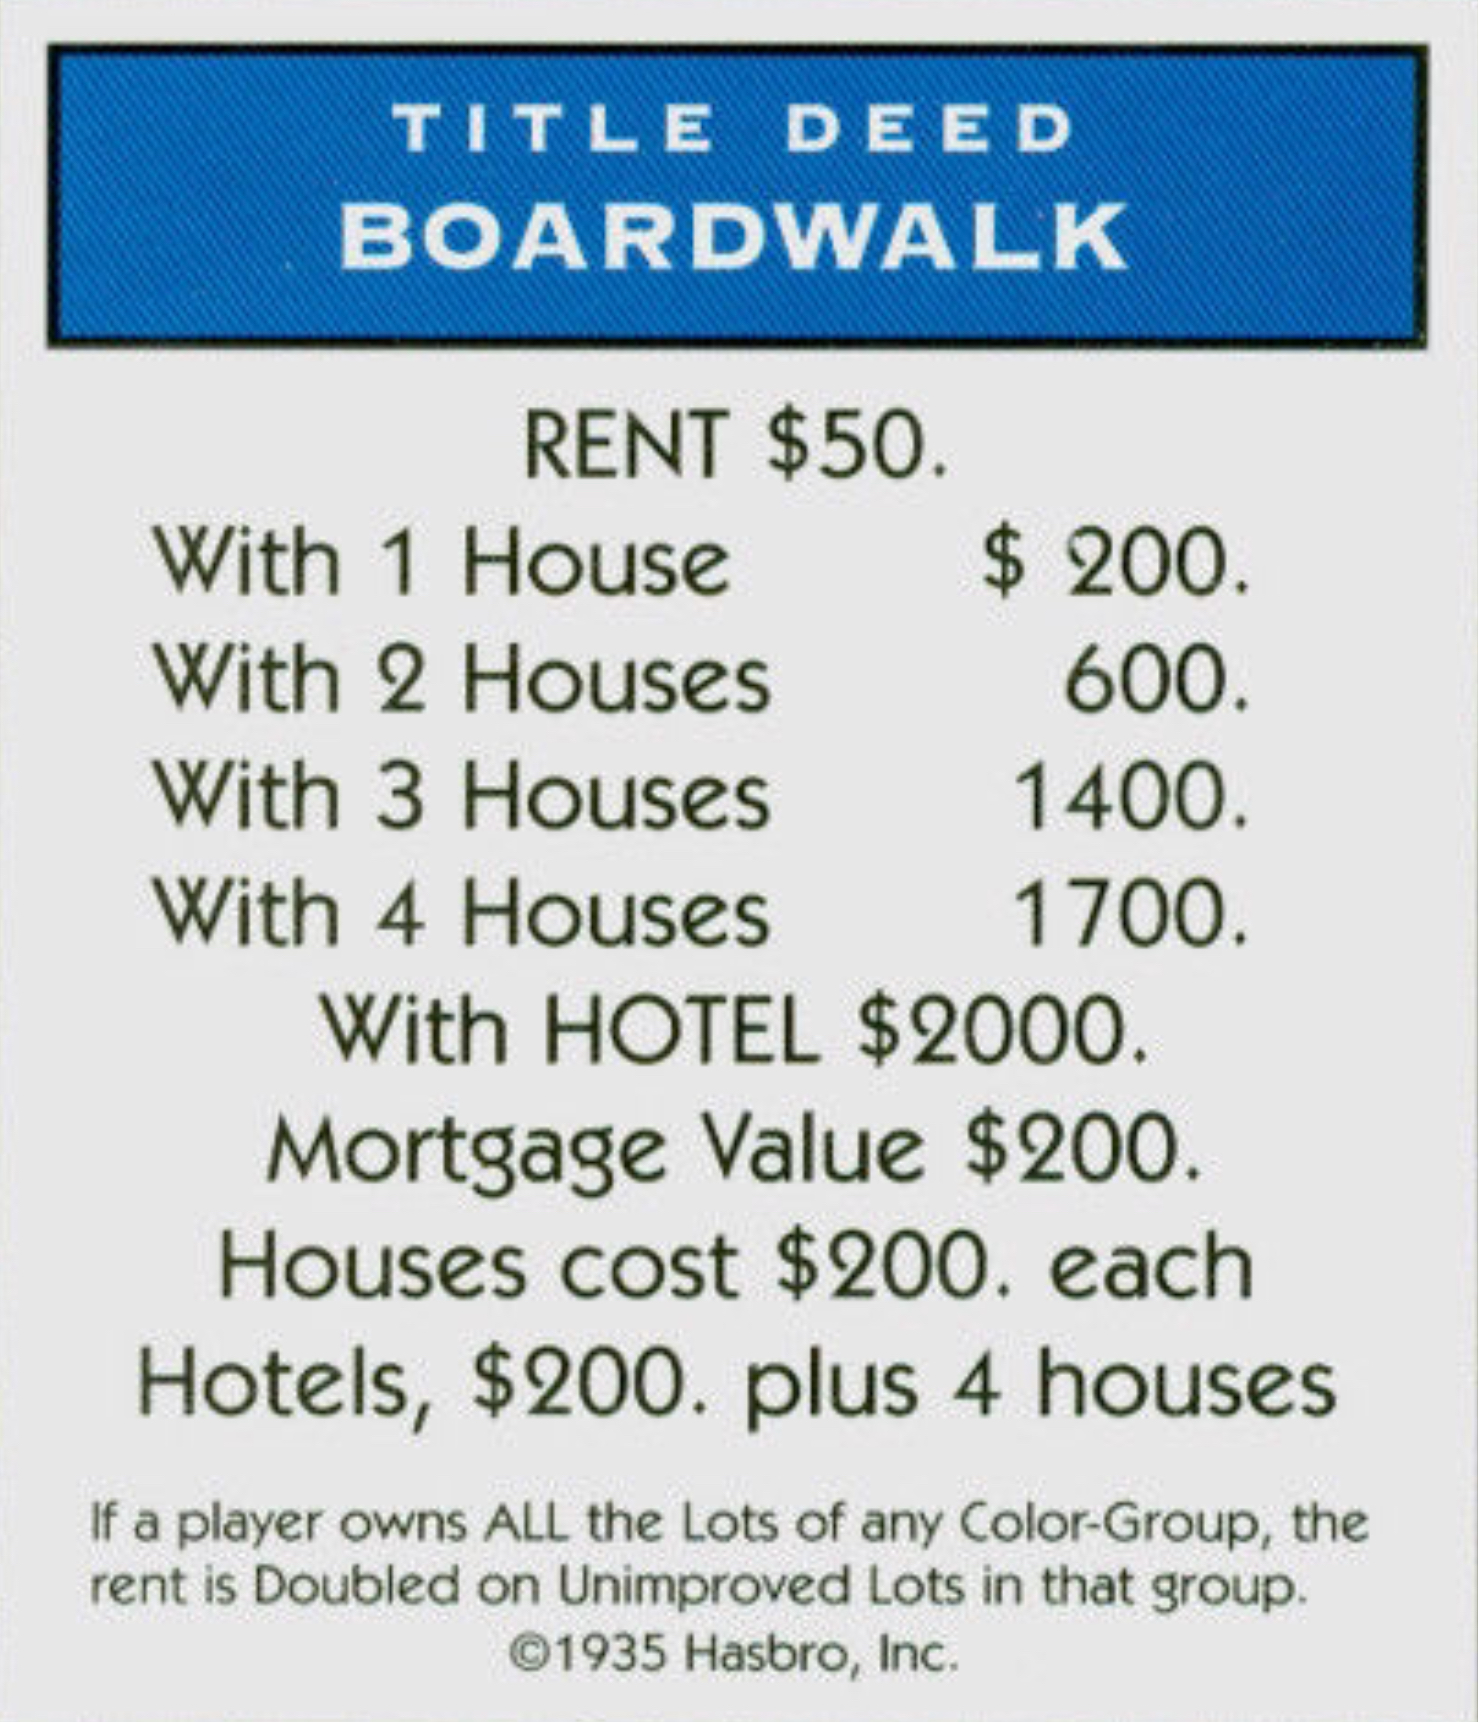 TITLE DEED
BOARDWALK
RENT $50.
With 1 House $ 200.
With 2 Houses 600.
With 3 Houses 1400.
With 4 Houses 1700.
With HOTEL $2000.
Mortgage Value $200.
Houses cost $200. each
Hotels, $200. plus 4 houses
If a player owns ALL the Lots of any Color-Group, the
rent is Doubled on Unimproved Lots in that group.
©1935 Hasbro, Inc.